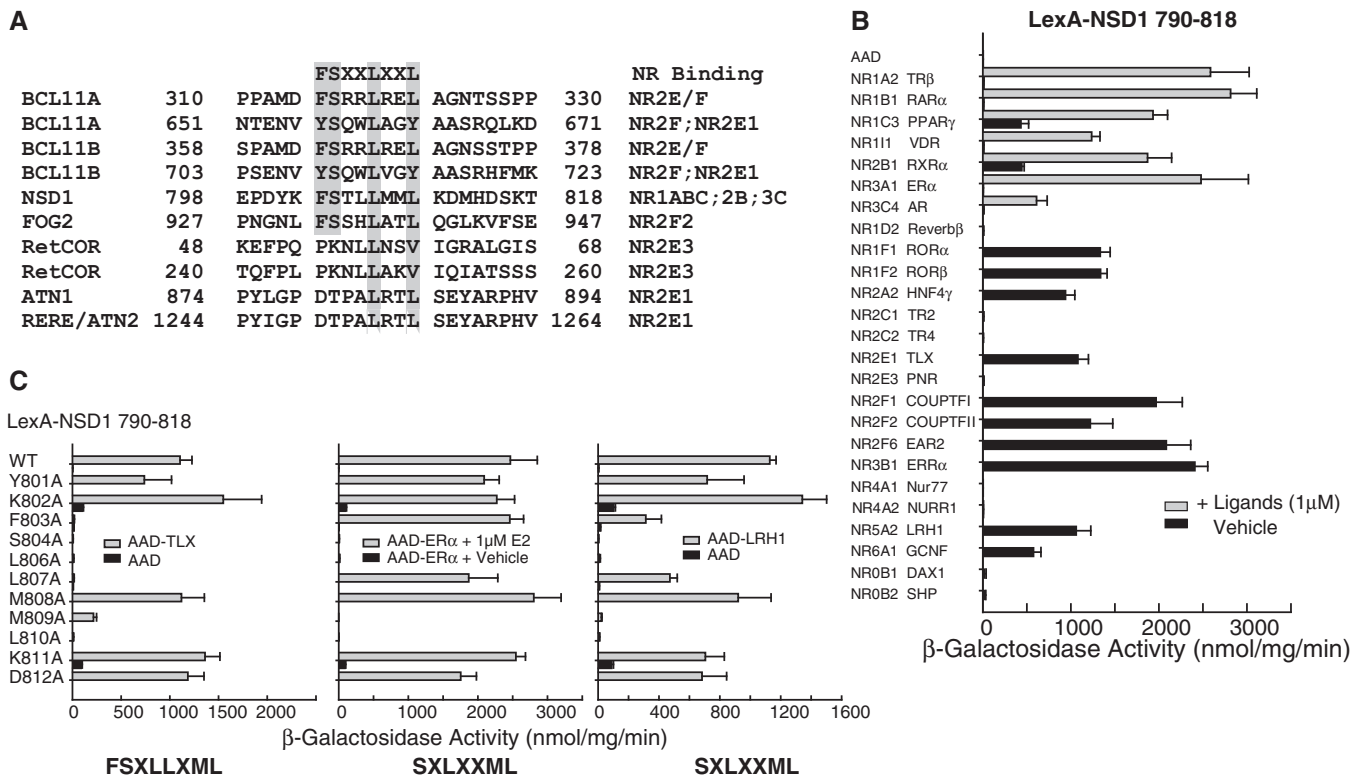 A
FSXXLXXL NR Binding
BCL11A 310 PPAMD FSRRLREL AGNTSSPP 330 NR2E/F
BCL11A 651 NTENV YSQWLAGY AASRQLKD 671 NR2F;NR2E1
BCL11B 358 SPAMD FSRRLREL AGNSSTPP 378 NR2E/F
BCL11B 703 PSENV YSQWLVGY AASRHFMK 723 NR2F;NR2E1
NSD1 798 EPDYK FSTLLMML KDMHDSKT 818 NR1ABC;2B;3C
FOG2 927 PNGNL FSSHLATL QGLKVFSE 947 NR2F2
RetCOR 48 KEFPQ PKNLLNSV IGRALGIS 68 NR2E3
RetCOR 240 TQFPL PKNLLAKV IQIATSSS 260 NR2E3
ATN1 874 PYLGP DTPALRTL SEYARPHV 894 NR2E1
RERE/ATN2 1244 PYIGP DTPALRTL SEYARPHV 1264 NR2E1
B
LexA-NSD1 790-818
AAD
NR1A2 TRβ
NR1B1 RARα
NR1C3 PPARγ
NR1I1 VDR
NR2B1 RXRα
NR3A1 ERα
NR3C4 AR
NR1D2 Reverbβ
NR1F1 RORα
NR1F2 RORβ
NR2A2 HNF4γ
NR2C1 TR2
NR2C2 TR4
NR2E1 TLX
NR2E3 PNR
NR2F1 COUPTFI
NR2F2 COUPTFII
NR2F6 EAR2
NR3B1 ERRα
NR4A1 Nur77
NR4A2 NURR1
NR5A2 LRH1
NR6A1 GCNF
NR0B1 DAX1
NR0B2 SHP
+ Ligands (1μM)
Vehicle
0 1000 2000 3000
β-Galactosidase Activity (nmol/mg/min)
C
LexA-NSD1 790-818
WT
Y801A
K802A
F803A
S804A
L806A
L807A
M808A
M809A
L810A
K811A
D812A
AAD-TLX
AAD
AAD-ERα + 1μM E2
AAD-ERα + Vehicle
AAD-LRH1
AAD
0 500 1000 1500 2000
0 1000 2000 3000
0 400 800 1200 1600
β-Galactosidase Activity (nmol/mg/min)
FSXLLXML SXLXXML SXLXXML